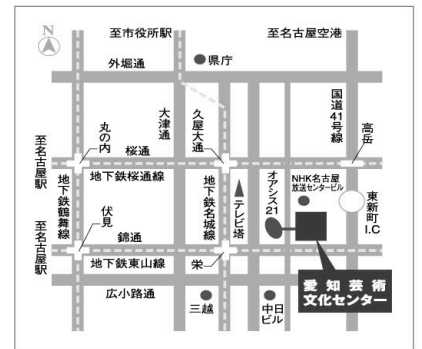 至市役所駅
至名古屋空港
N
県庁
外堀通
国道41号線
大津通
久屋大通
丸の内
高岳
至名古屋駅
桜通
地下鉄桜通線
地下鉄鶴舞線
地下鉄名城線
テレビ塔
オアシス21
NHK名古屋
放送センタービル
東新町
I.C
伏見
至名古屋駅
錦通
地下鉄東山線
栄
愛知芸術
文化センター
広小路通
三越
中日
ビル